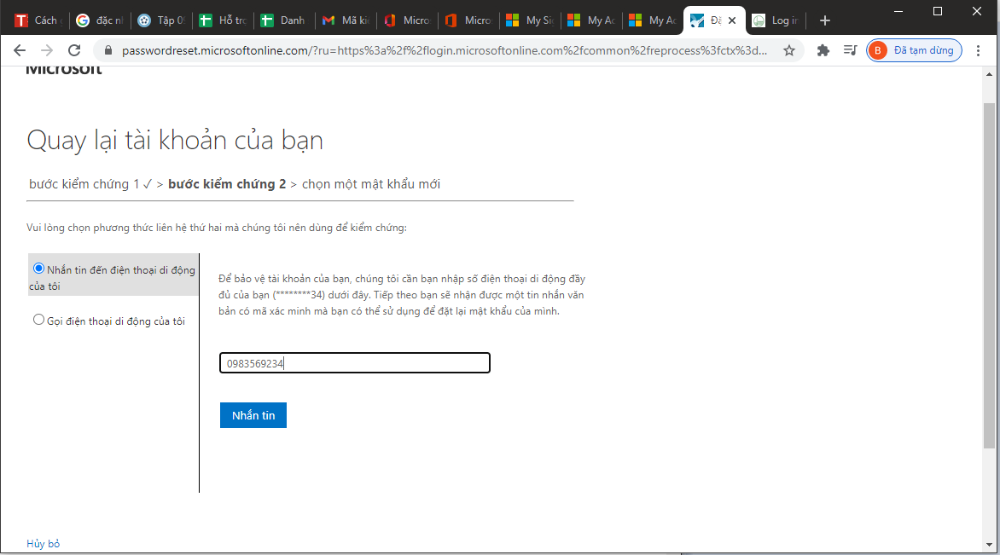 Cách
đặc n
Tập 0
Hỗ trợ
Danh
Mã ki
Micro
Micro
My Si
My Ac
My Ac
Đă
Log in
passwordreset.microsoftonline.com/?ru=https%3a%2f%2flogin.microsoftonline.com%2fcommon%2freprocess%3fctx%3d...
B Đã tạm dừng
Microsoft
Quay lại tài khoản của bạn
bước kiểm chứng 1 ✓ > bước kiểm chứng 2 > chọn một mật khẩu mới
Vui lòng chọn phương thức liên hệ thứ hai mà chúng tôi nên dùng để kiểm chứng:
Nhắn tin đến điện thoại di động
của tôi
Gọi điện thoại di động của tôi
Để bảo vệ tài khoản của bạn, chúng tôi cần bạn nhập số điện thoại di động đầy
đủ của bạn (********34) dưới đây. Tiếp theo bạn sẽ nhận được một tin nhắn văn
bản có mã xác minh mà bạn có thể sử dụng để đặt lại mật khẩu của mình.
0983569234
Nhắn tin
Hủy bỏ